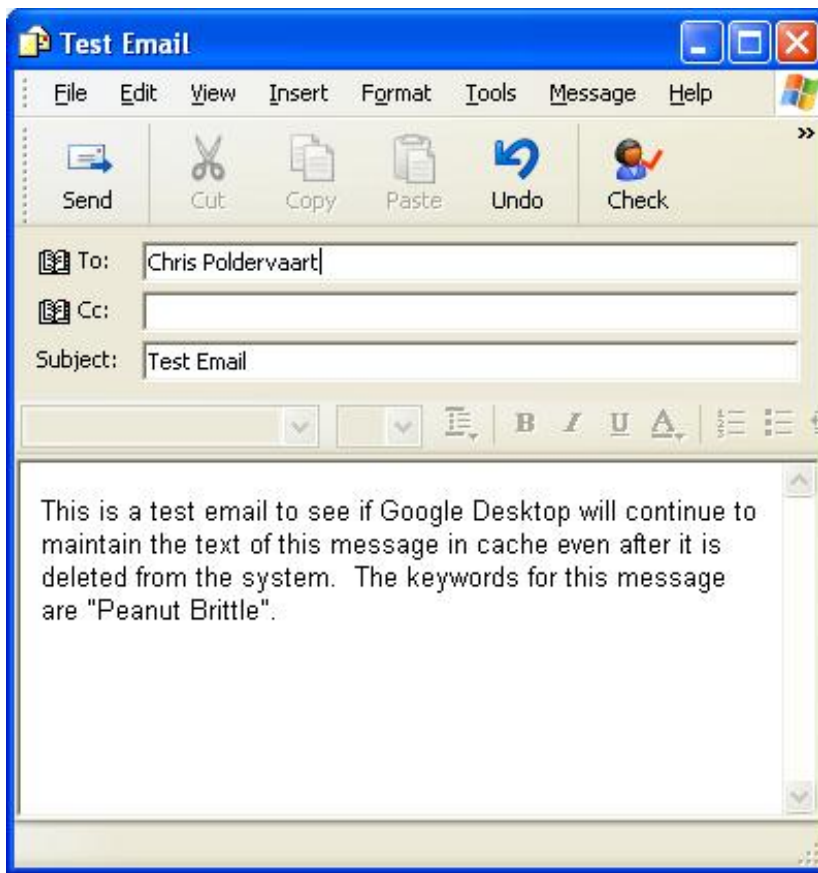 Test Email
File Edit View Insert Format Tools Message Help
Send Cut Copy Paste Undo Check »
To: Chris Poldervaart
Cc:
Subject: Test Email
B I U A
This is a test email to see if Google Desktop will continue to
maintain the text of this message in cache even after it is
deleted from the system.  The keywords for this message
are "Peanut Brittle".